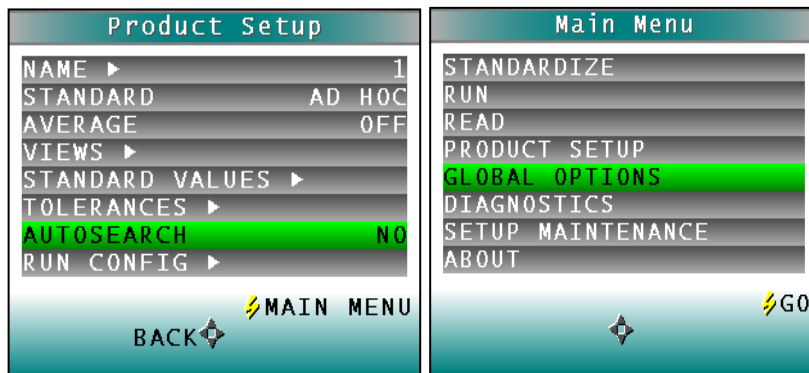 Product Setup
NAME ▶ 1
STANDARD AD HOC
AVERAGE OFF
VIEWS ▶
STANDARD VALUES ▶
TOLERANCES ▶
AUTOSEARCH NO
RUN CONFIG ▶
MAIN MENU
BACK
Main Menu
STANDARDIZE
RUN
READ
PRODUCT SETUP
GLOBAL OPTIONS
DIAGNOSTICS
SETUP MAINTENANCE
ABOUT
GO